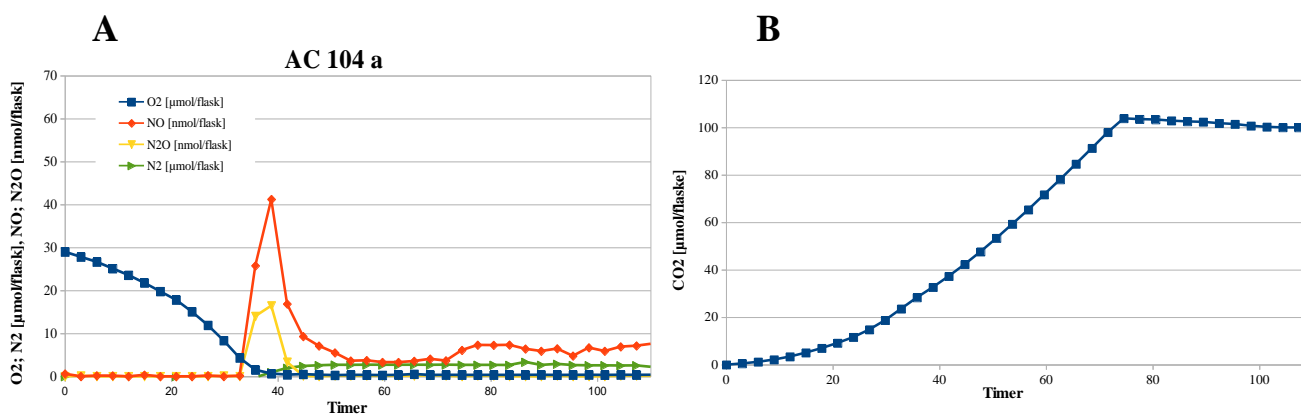 A
AC 104 a
O2; N2 [µmol/flask], NO; N2O [nmol/flask]
70
60
50
40
30
20
10
0
O2 [µmol/flask]
NO [nmol/flask]
N2O [nmol/flask]
N2 [µmol/flask]
0 20 40 60 80 100
Timer
B
CO2 [µmol/flaske]
120
100
80
60
40
20
0
0 20 40 60 80 100
Timer